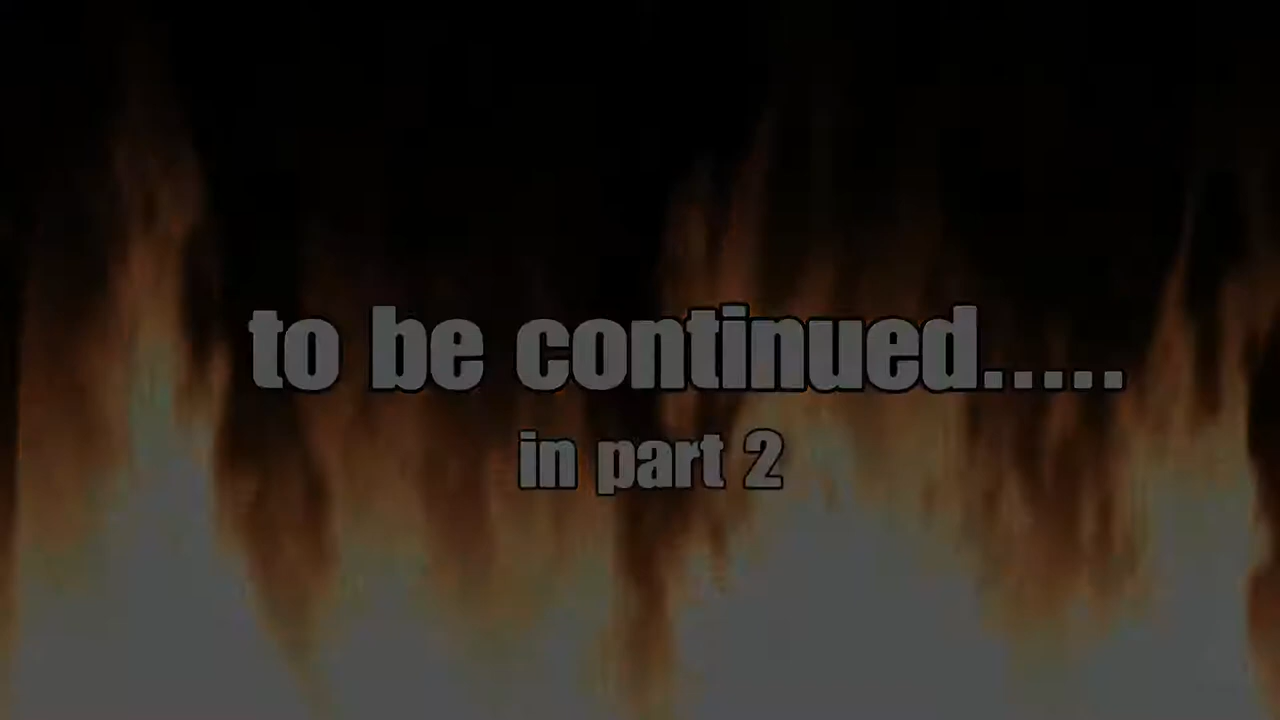 to be continued.....
in part 2